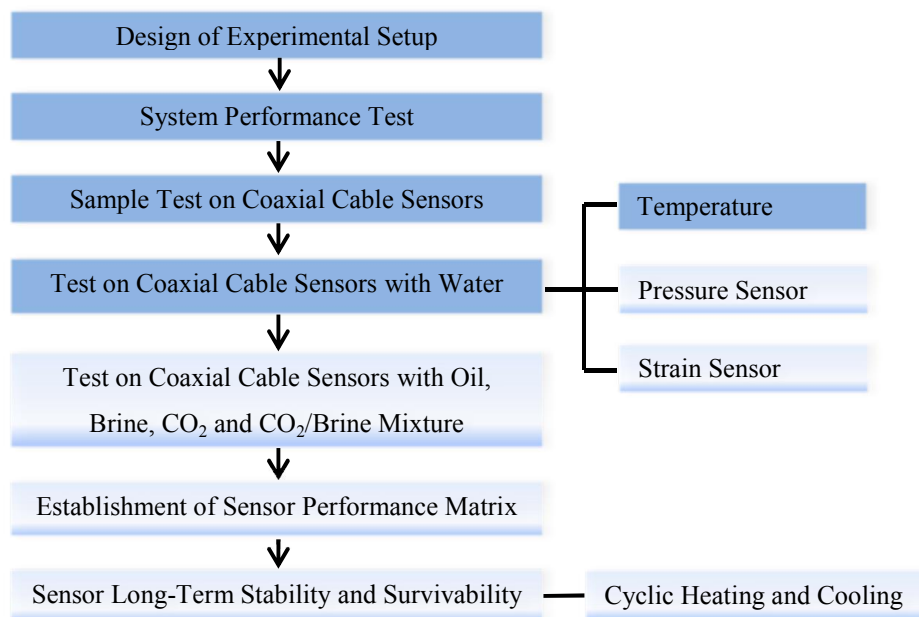 Design of Experimental Setup
System Performance Test
Sample Test on Coaxial Cable Sensors
Test on Coaxial Cable Sensors with Water
Temperature
Pressure Sensor
Strain Sensor
Test on Coaxial Cable Sensors with Oil,
Brine, CO₂ and CO₂/Brine Mixture
Establishment of Sensor Performance Matrix
Sensor Long-Term Stability and Survivability
Cyclic Heating and Cooling